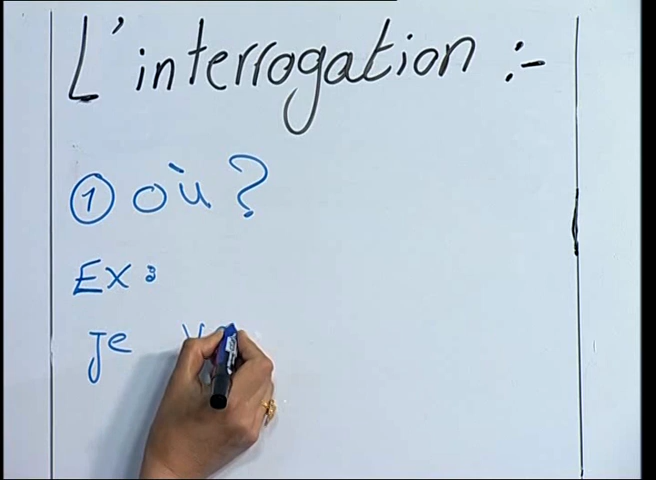 L'interrogation :-
① où ?
Ex :
je